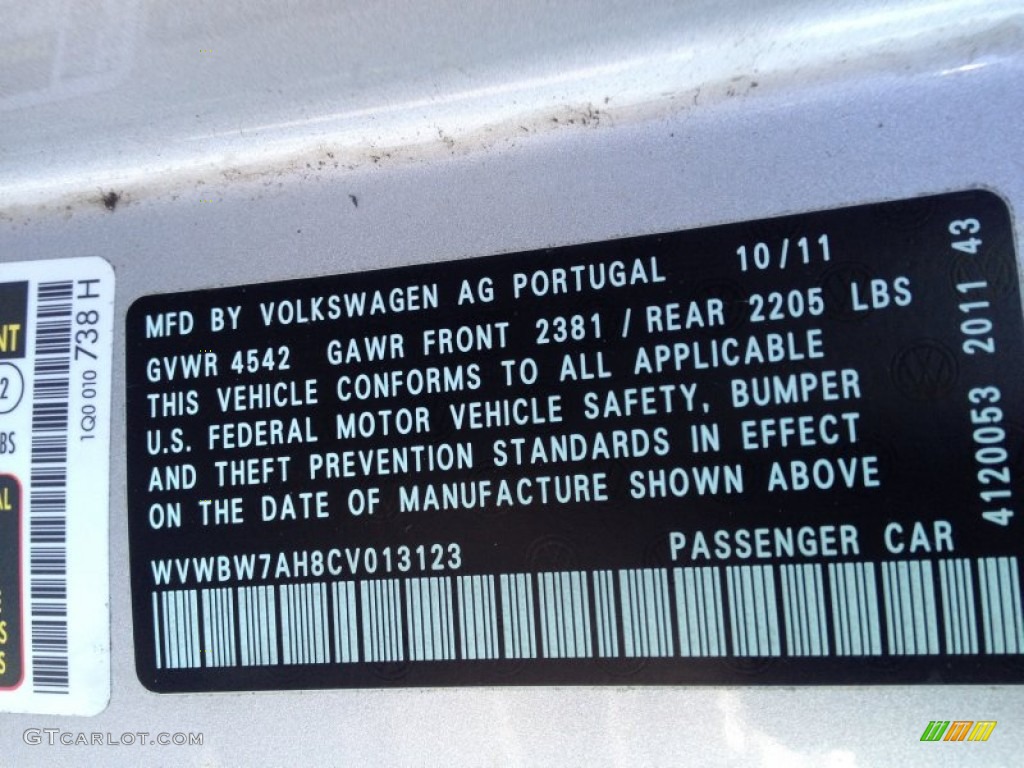 MFD BY VOLKSWAGEN AG PORTUGAL 10/11
GVWR 4542 GAWR FRONT 2381 / REAR 2205 LBS
THIS VEHICLE CONFORMS TO ALL APPLICABLE
U.S. FEDERAL MOTOR VEHICLE SAFETY, BUMPER
AND THEFT PREVENTION STANDARDS IN EFFECT
ON THE DATE OF MANUFACTURE SHOWN ABOVE
WVWBW7AH8CV013123 PASSENGER CAR
4120053 2011 43
1Q0 010 738 H
GTCARLOT.COM